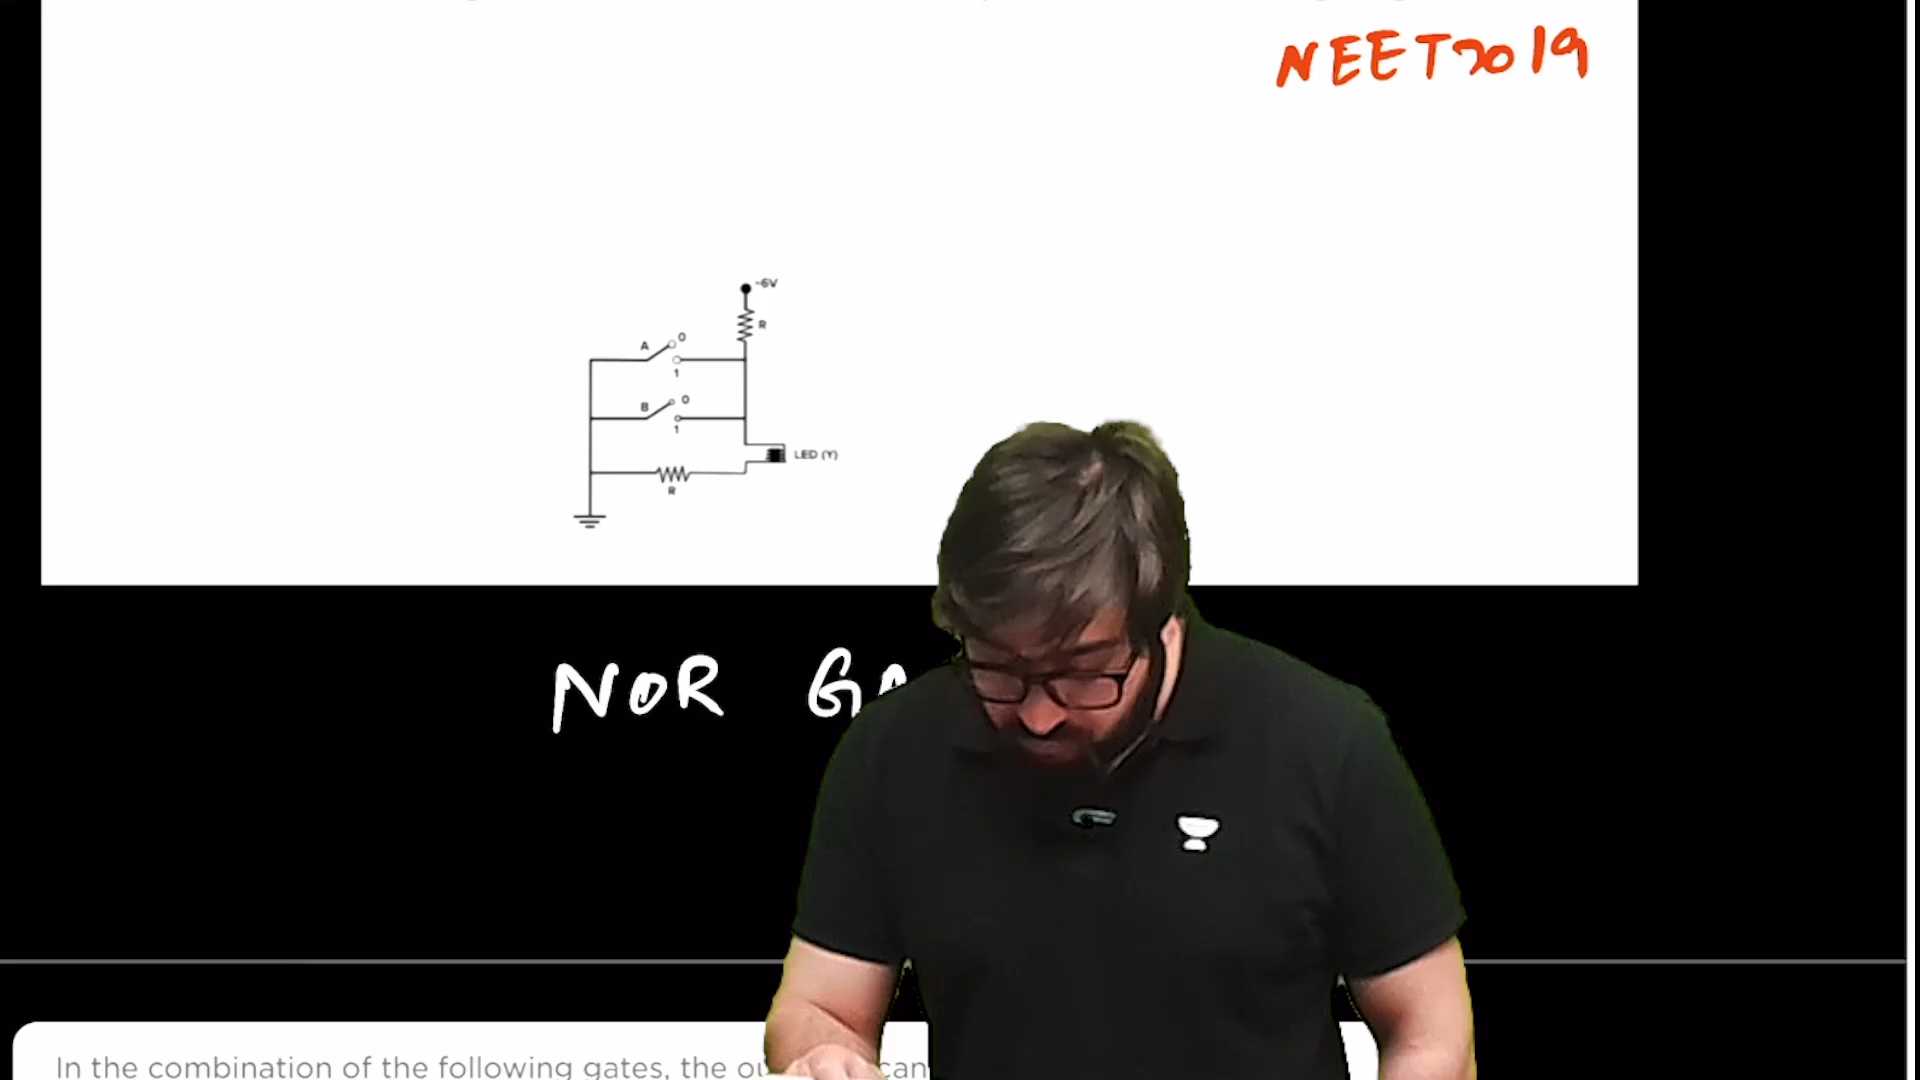 NEET2019
-6V
R
A
0
1
B
0
1
LED (Y)
R
NOR
In the combination of the following gates, the
can